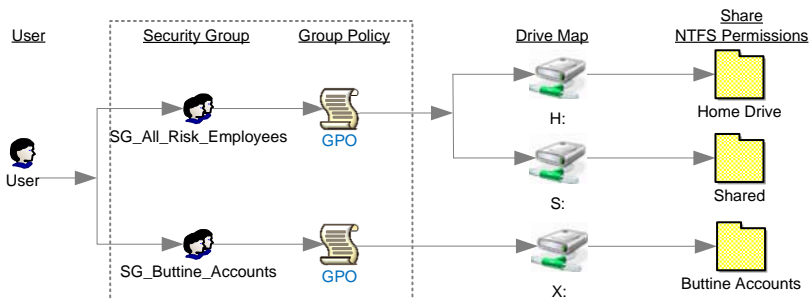 User
Security Group
Group Policy
Drive Map
Share
NTFS Permissions
SG_All_Risk_Employees
GPO
H:
Home Drive
User
S:
Shared
SG_Buttine_Accounts
GPO
X:
Buttine Accounts